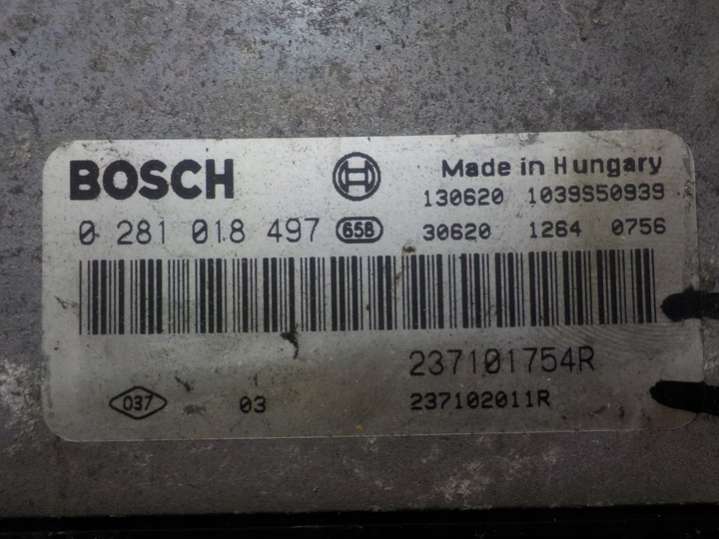 BOSCH
Made in Hungary
130620 1039S50939
0 281 018 497 658
30620 1264 0756
237101754R
037 03 237102011R